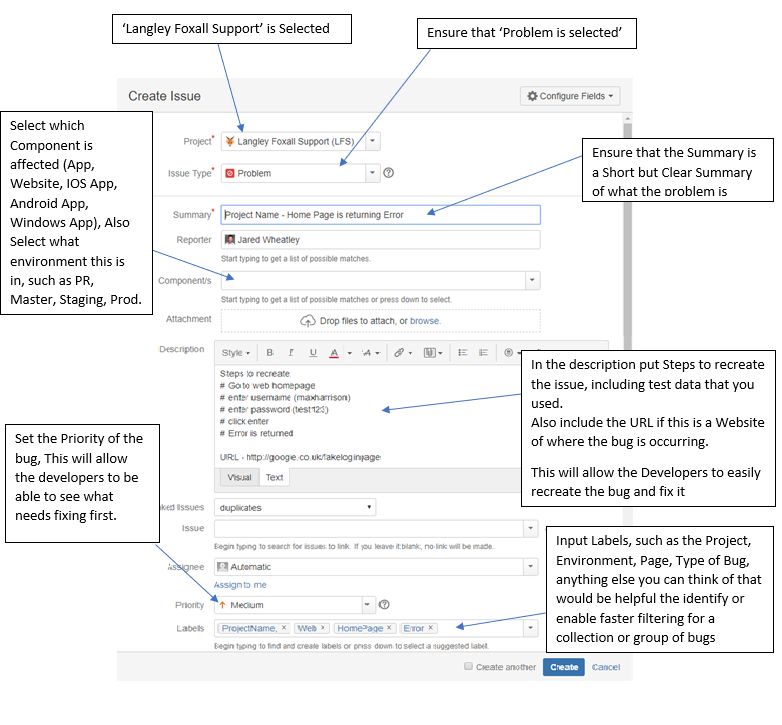 ‘Langley Foxall Support’ is Selected
Ensure that ‘Problem is selected’
Create Issue
Configure Fields
Select which
Component is
affected (App,
Website, IOS App,
Android App,
Windows App), Also
Select what
environment this is
in, such as PR,
Master, Staging, Prod.
Project*
Langley Foxall Support (LFS)
Issue Type*
Problem
Ensure that the Summary is
a Short but Clear Summary
of what the problem is
Summary*
Project Name - Home Page is returning Error
Reporter
Jared Wheatley
Start typing to get a list of possible matches.
Component/s
Start typing to get a list of possible matches or press down to select.
Attachment
Drop files to attach, or browse.
Description
Style B I U A A
Steps to recreate
# Go to web homepage
# enter username (maxharrison)
# enter password (test123)
# click enter
# Error is returned
URL - http://google.co.uk/fakeloginpage
Visual Text
In the description put Steps to recreate
the issue, including test data that you
used.
Also include the URL if this is a Website
of where the bug is occurring.
This will allow the Developers to easily
recreate the bug and fix it
Set the Priority of the
bug, This will allow
the developers to be
able to see what
needs fixing first.
ked Issues
duplicates
Issue
Begin typing to search for issues to link. If you leave it blank, no link will be made.
Assignee
Automatic
Assign to me
Priority
Medium
Labels
ProjectName, × Web × HomePage × Error ×
Begin typing to find and create labels or press down to select a suggested label.
Input Labels, such as the Project,
Environment, Page, Type of Bug,
anything else you can think of that
would be helpful the identify or
enable faster filtering for a
collection or group of bugs
Create another
Create
Cancel